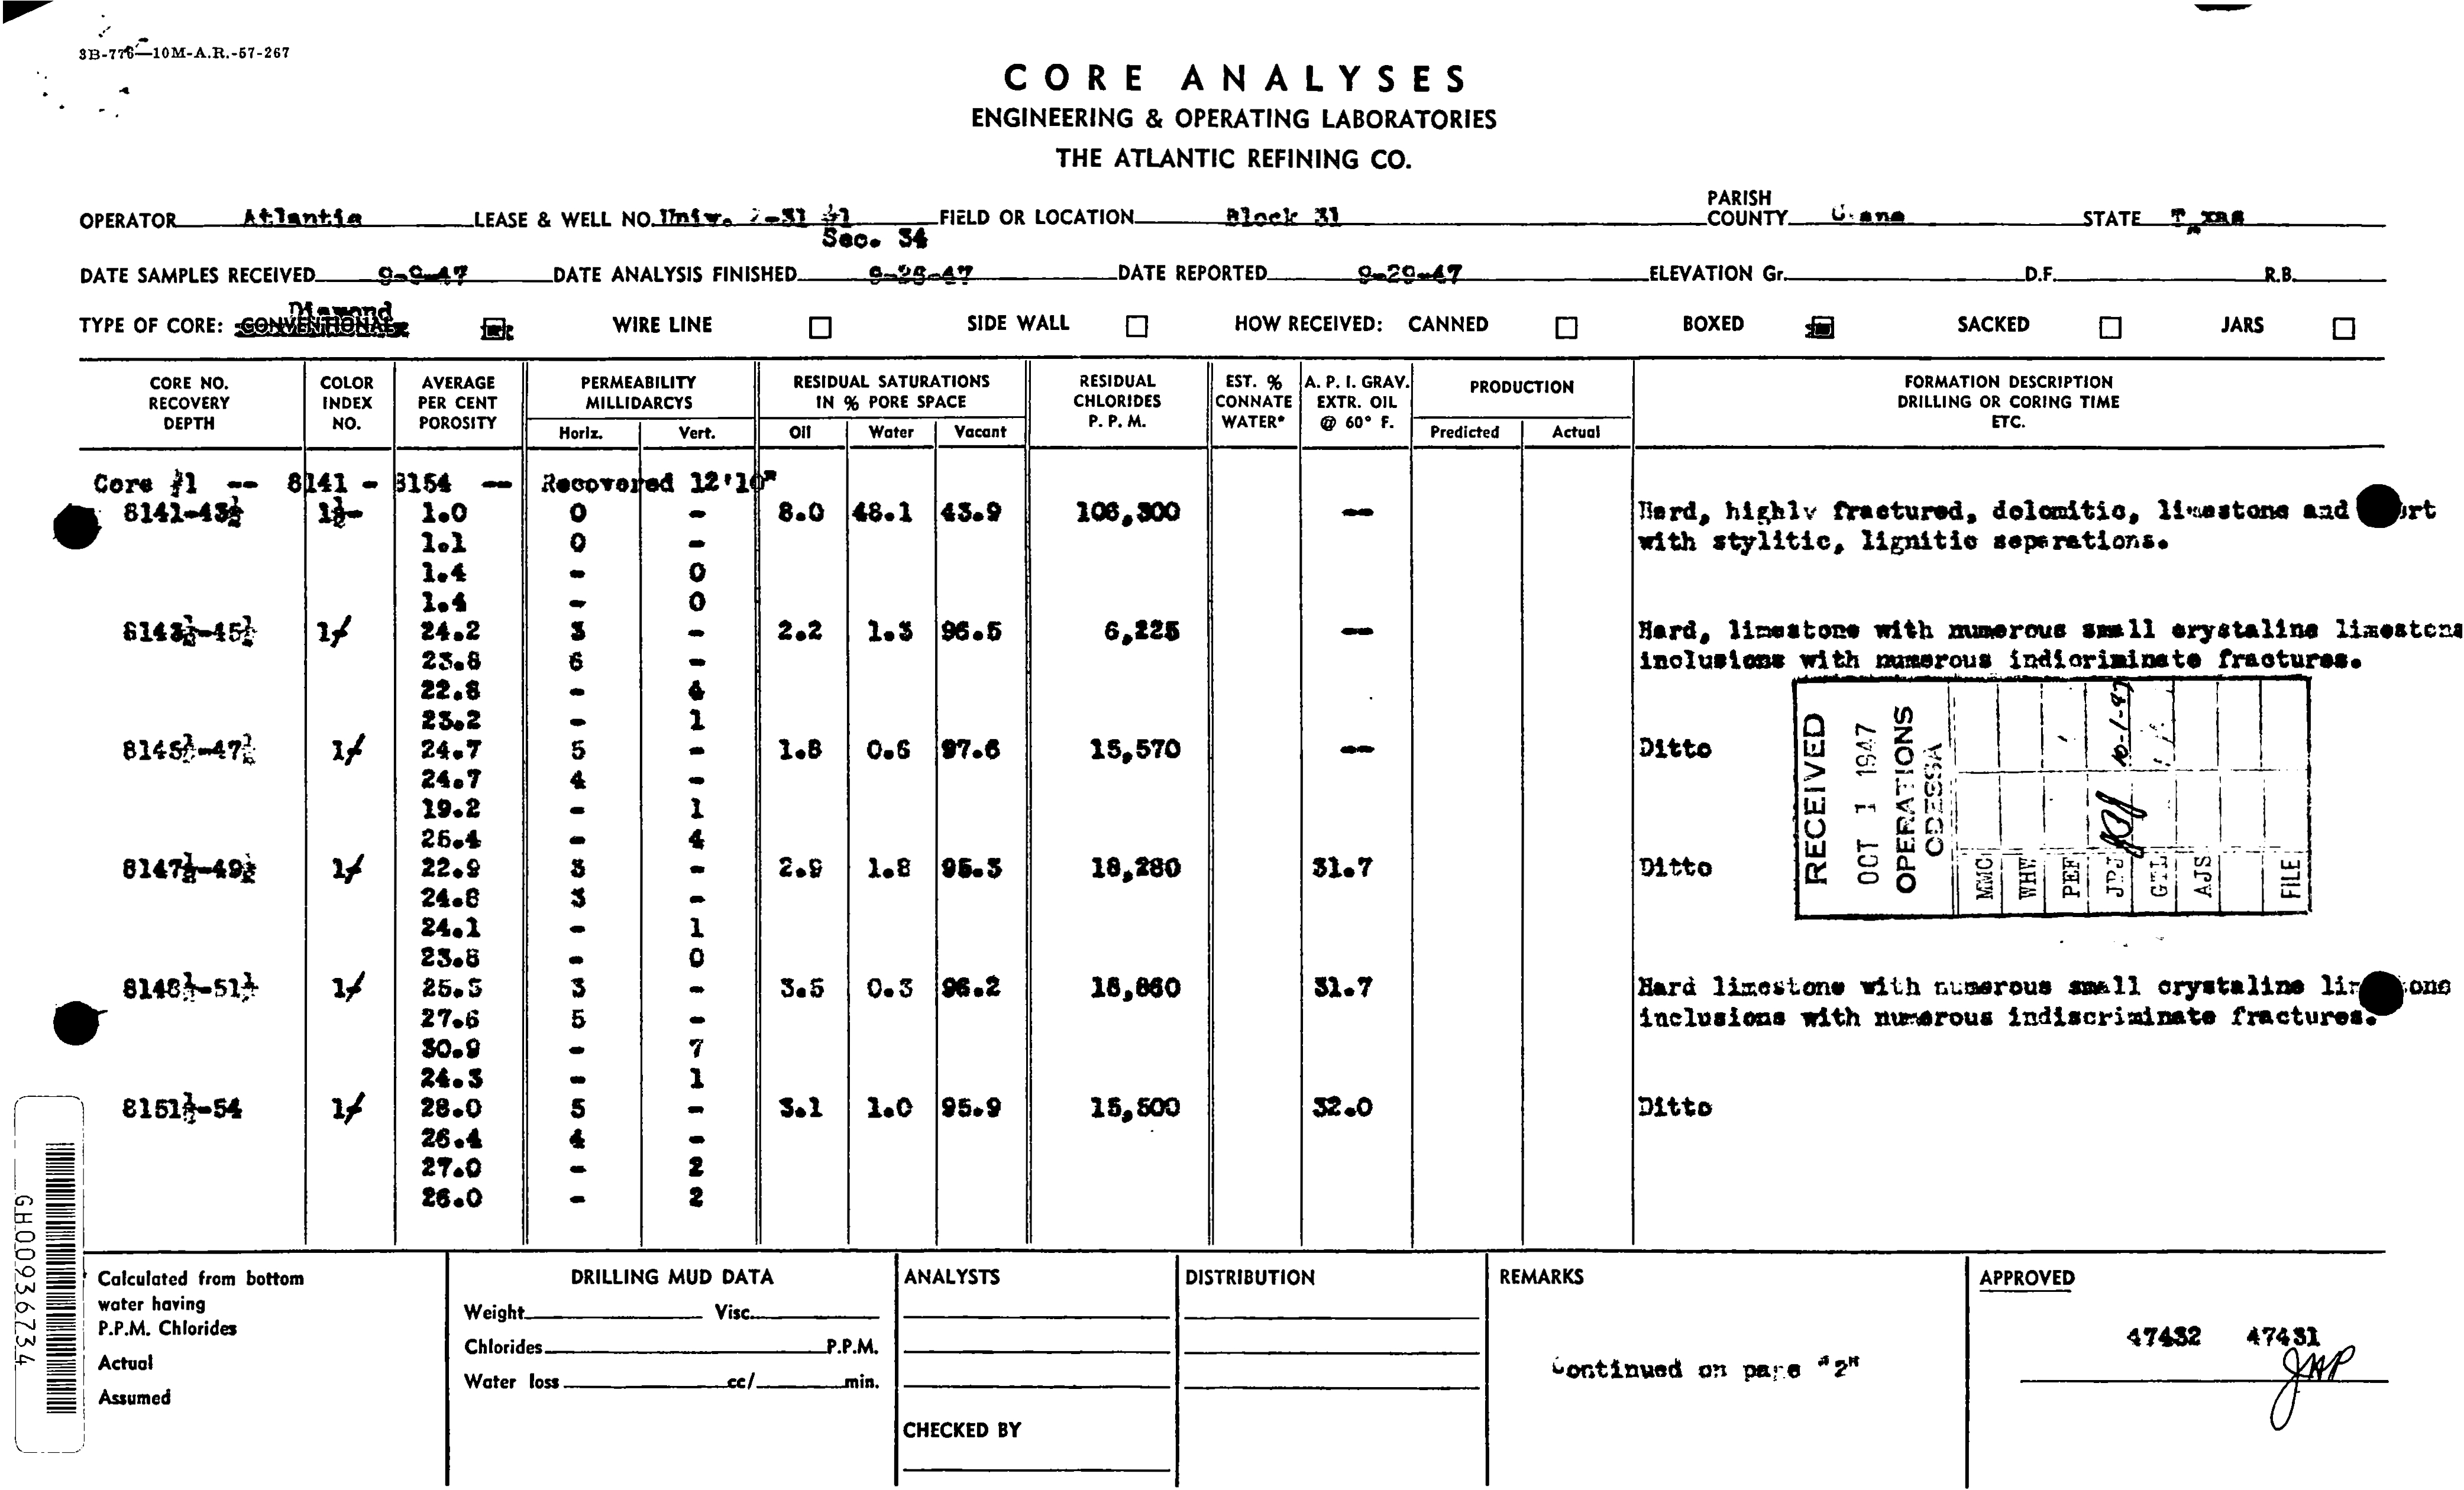 3B-776—10M-A.R.-57-267
CORE ANALYSES
ENGINEERING & OPERATING LABORATORIES
THE ATLANTIC REFINING CO.
OPERATOR Atlantic LEASE & WELL NO. Univ. #1 FIELD OR LOCATION Block 31 PARISH COUNTY STATE
Sec. 34
DATE SAMPLES RECEIVED 9-9-47 DATE ANALYSIS FINISHED DATE REPORTED 9-29-47 ELEVATION Gr. D.F. R.B.
Diamond
TYPE OF CORE: CONVENTIONAL WIRE LINE SIDE WALL HOW RECEIVED: CANNED BOXED SACKED JARS
CORE NO. RECOVERY DEPTH COLOR INDEX NO. AVERAGE PER CENT POROSITY PERMEABILITY MILLIDARCYS Horiz. Vert. RESIDUAL SATURATIONS IN % PORE SPACE Oil Water Vacant RESIDUAL CHLORIDES P. P. M. EST. % CONNATE WATER* A. P. I. GRAV. EXTR. OIL @ 60° F. PRODUCTION Predicted Actual FORMATION DESCRIPTION DRILLING OR CORING TIME ETC.
Core #1 -- 8141 - 8154 -- Recovered 12'10"
8141-43½ 1½- 1.0 0 - 8.0 48.1 43.9 106,300 -- Hard, highly fractured, dolomitic, limestone and
1.1 0 - with stylitic, lignitic seperations.
1.4 - 0
1.4 - 0
8143½-45½ 1/ 24.2 3 - 2.2 1.3 96.5 6,225 -- Hard, limestone with numerous small crystaline limestone
23.8 6 - inclusions with numerous indicriminate fractures.
22.8 - 4
23.2 - 1
8145½-47½ 1/ 24.7 5 - 1.8 0.6 97.6 15,570 -- Ditto
24.7 4 -
19.2 - 1
26.4 - 4
8147½-49½ 1/ 22.9 3 - 2.9 1.8 95.3 18,280 31.7 Ditto
24.8 3 -
24.1 - 1
23.8 - 0
51½ 1/ 25.5 3 - 3.5 0.3 96.2 18,860 31.7 Hard limestone with numerous small crystaline
27.6 5 - inclusions with numerous indiscriminate fractures.
30.9 - 7
24.3 - 1
8151½-54 1/ 28.0 5 - 3.1 1.0 95.9 15,500 32.0 Ditto
26.4 4 -
27.0 - 2
26.0 - 2
RECEIVED
OCT 1 1947
OPERATIONS
ODESSA
MMC
WHW
PEF
JPJ 10-1-47
GTL
AJS
FILE
GH00936734
Calculated from bottom
water having
P.P.M. Chlorides
Actual
Assumed
DRILLING MUD DATA
Weight Visc.
Chlorides P.P.M.
Water loss cc/ min.
ANALYSTS
CHECKED BY
DISTRIBUTION
REMARKS
Continued on page "2"
APPROVED
47432 47431